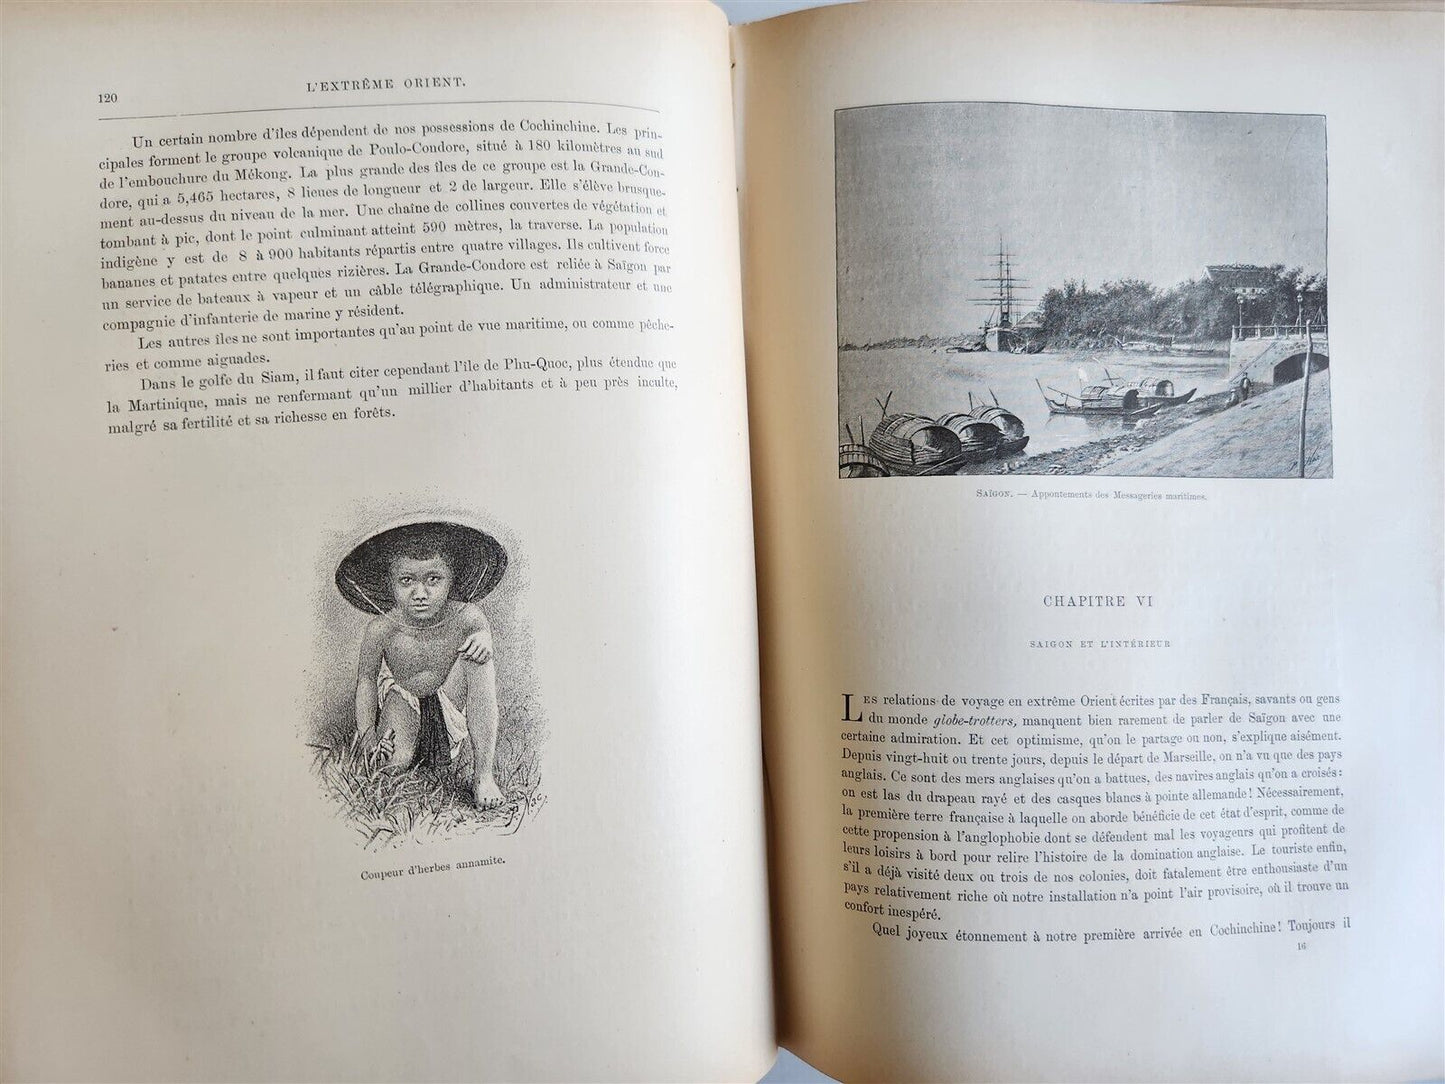 120
L'EXTRÊME ORIENT.
Un certain nombre d'îles dépendent de nos possessions de Cochinchine. Les prin-
cipales forment le groupe volcanique de Poulo-Condore, situé à 180 kilomètres au sud
de l'embouchure du Mékong. La plus grande des îles de ce groupe est la Grande-Con-
dore, qui a 5,465 hectares, 8 lieues de longueur et 2 de largeur. Elle s'élève brusque-
ment au-dessus du niveau de la mer. Une chaîne de collines couvertes de végétation et
tombant à pic, dont le point culminant atteint 590 mètres, la traverse. La population
indigène y est de 8 à 900 habitants répartis entre quatre villages. Ils cultivent force
bananes et patates entre quelques rizières. La Grande-Condore est reliée à Saïgon par
un service de bateaux à vapeur et un câble télégraphique. Un administrateur et une
compagnie d'infanterie de marine y résident.
Les autres îles ne sont importantes qu'au point de vue maritime, ou comme pêche-
ries et comme aiguades.
Dans le golfe du Siam, il faut citer cependant l'île de Phu-Quoc, plus étendue que
la Martinique, mais ne renfermant qu'un millier d'habitants et à peu près inculte,
malgré sa fertilité et sa richesse en forêts.
Coupeur d'herbes annamite.
SAÏGON. — Appontements des Messageries maritimes.
CHAPITRE VI
SAIGON ET L'INTÉRIEUR
LES relations de voyage en extrême Orient écrites par des Français, savants ou gens
du monde globe-trotters, manquent bien rarement de parler de Saïgon avec une
certaine admiration. Et cet optimisme, qu'on le partage ou non, s'explique aisément.
Depuis vingt-huit ou trente jours, depuis le départ de Marseille, on n'a vu que des pays
anglais. Ce sont des mers anglaises qu'on a battues, des navires anglais qu'on a croisés :
on est las du drapeau rayé et des casques blancs à pointe allemande ! Nécessairement,
la première terre française à laquelle on aborde bénéficie de cet état d'esprit, comme de
cette propension à l'anglophobie dont se défendent mal les voyageurs qui profitent de
leurs loisirs à bord pour relire l'histoire de la domination anglaise. Le touriste enfin,
s'il a déjà visité deux ou trois de nos colonies, doit fatalement être enthousiaste d'un
pays relativement riche où notre installation n'a point l'air provisoire, où il trouve un
confort inespéré.
Quel joyeux étonnement à notre première arrivée en Cochinchine ! Toujours il
16